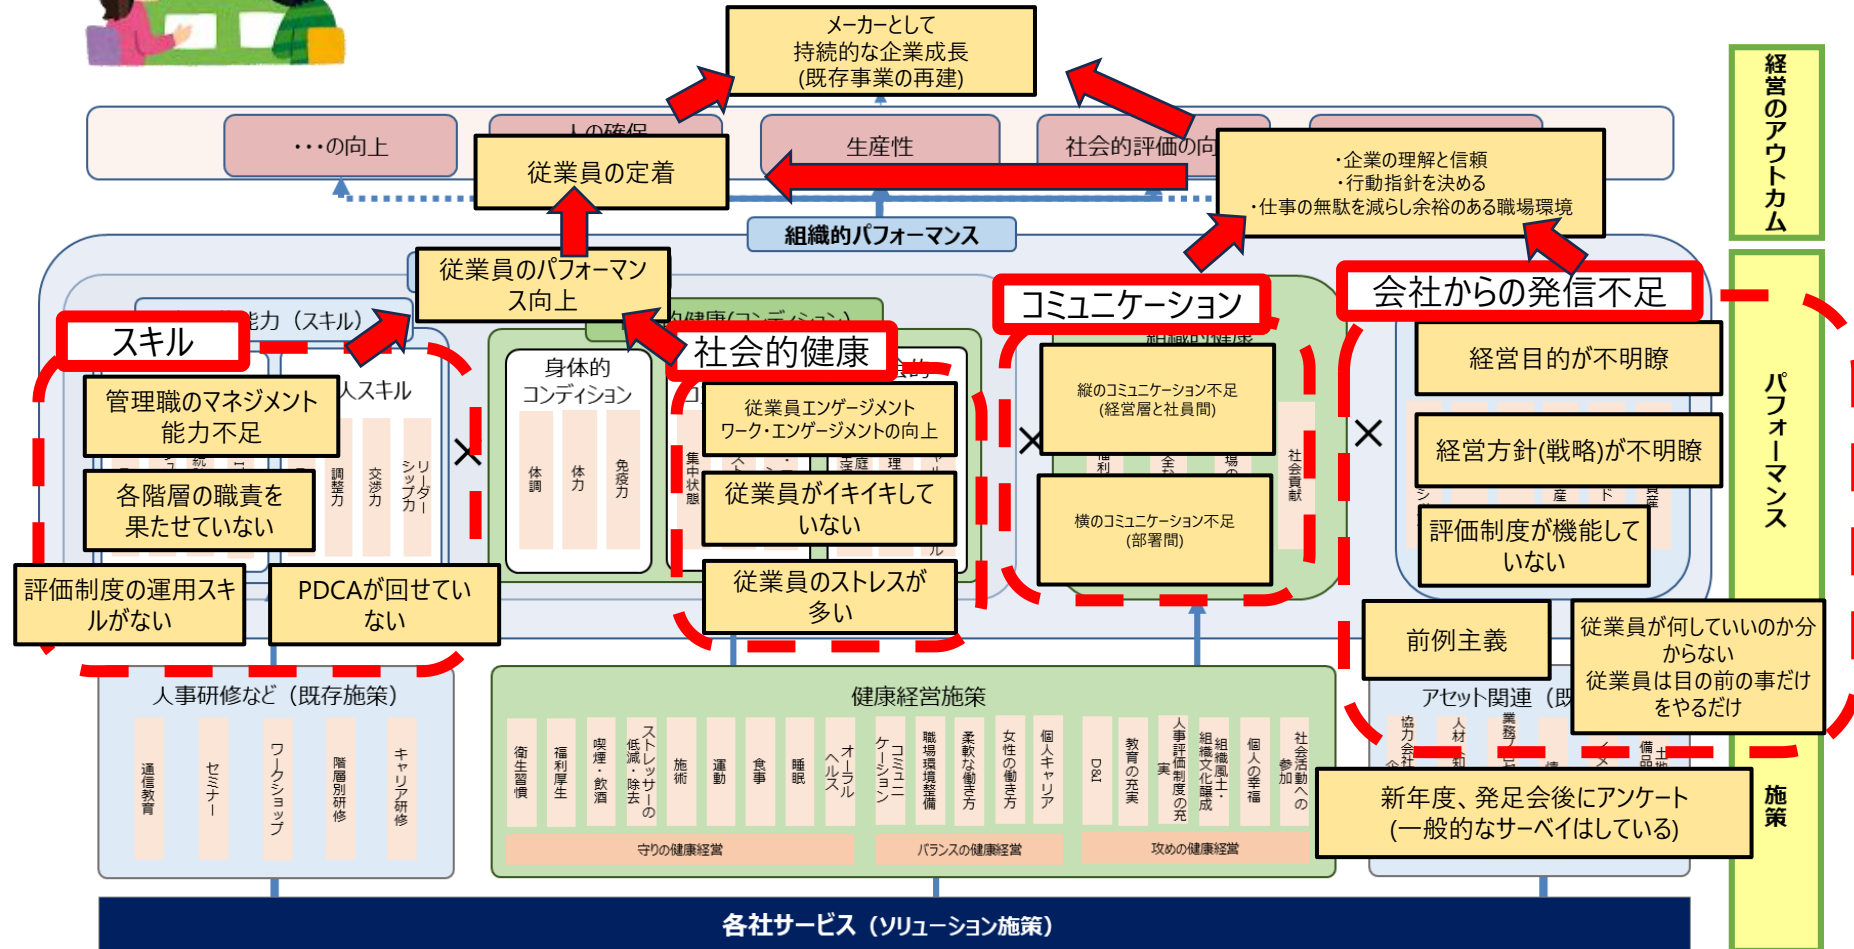 メーカーとして
持続的な企業成長
(既存事業の再建)
経営のアウトカム
・・・の向上
人の確保
生産性
社会的評価の向
従業員の定着
・企業の理解と信頼
・行動指針を決める
・仕事の無駄を減らし余裕のある職場環境
組織的パフォーマンス
従業員のパフォーマン
ス向上
能力（スキル）
スキル
社会的健康
コミュニケーション
会社からの発信不足
パフォーマンス
管理職のマネジメント
能力不足
各階層の職責を
果たせていない
評価制度の運用スキ
ルがない
PDCAが回せてい
ない
人スキル
調整力
交渉力
リーダー
シップ力
×
身体的
コンディション
体調
体力
免疫力
集中状態
従業員エンゲージメント
ワーク・エンゲージメントの向上
従業員がイキイキして
いない
従業員のストレスが
多い
×
組織的健康
縦のコミュニケーション不足
(経営層と社員間)
横のコミュニケーション不足
(部署間)
社会貢献
×
経営目的が不明瞭
経営方針(戦略)が不明瞭
評価制度が機能して
いない
前例主義
従業員が何していいのか分
からない
従業員は目の前の事だけ
をやるだけ
人事研修など（既存施策）
通信教育
セミナー
ワークショップ
階層別研修
キャリア研修
健康経営施策
衛生習慣
福利厚生
喫煙・飲酒
ストレッサーの
低減・除去
施術
運動
食事
睡眠
オーラル
ヘルス
コミュニ
ケーション
職場環境整備
柔軟な働き方
女性の働き方
個人キャリア
D&I
教育の充実
人事評価制度の充
実
組織風土・
組織文化醸成
個人の幸福
社会活動への
参加
守りの健康経営
バランスの健康経営
攻めの健康経営
アセット関連（既
協力会社
新年度、発足会後にアンケート
(一般的なサーベイはしている)
施策
各社サービス（ソリューション施策）